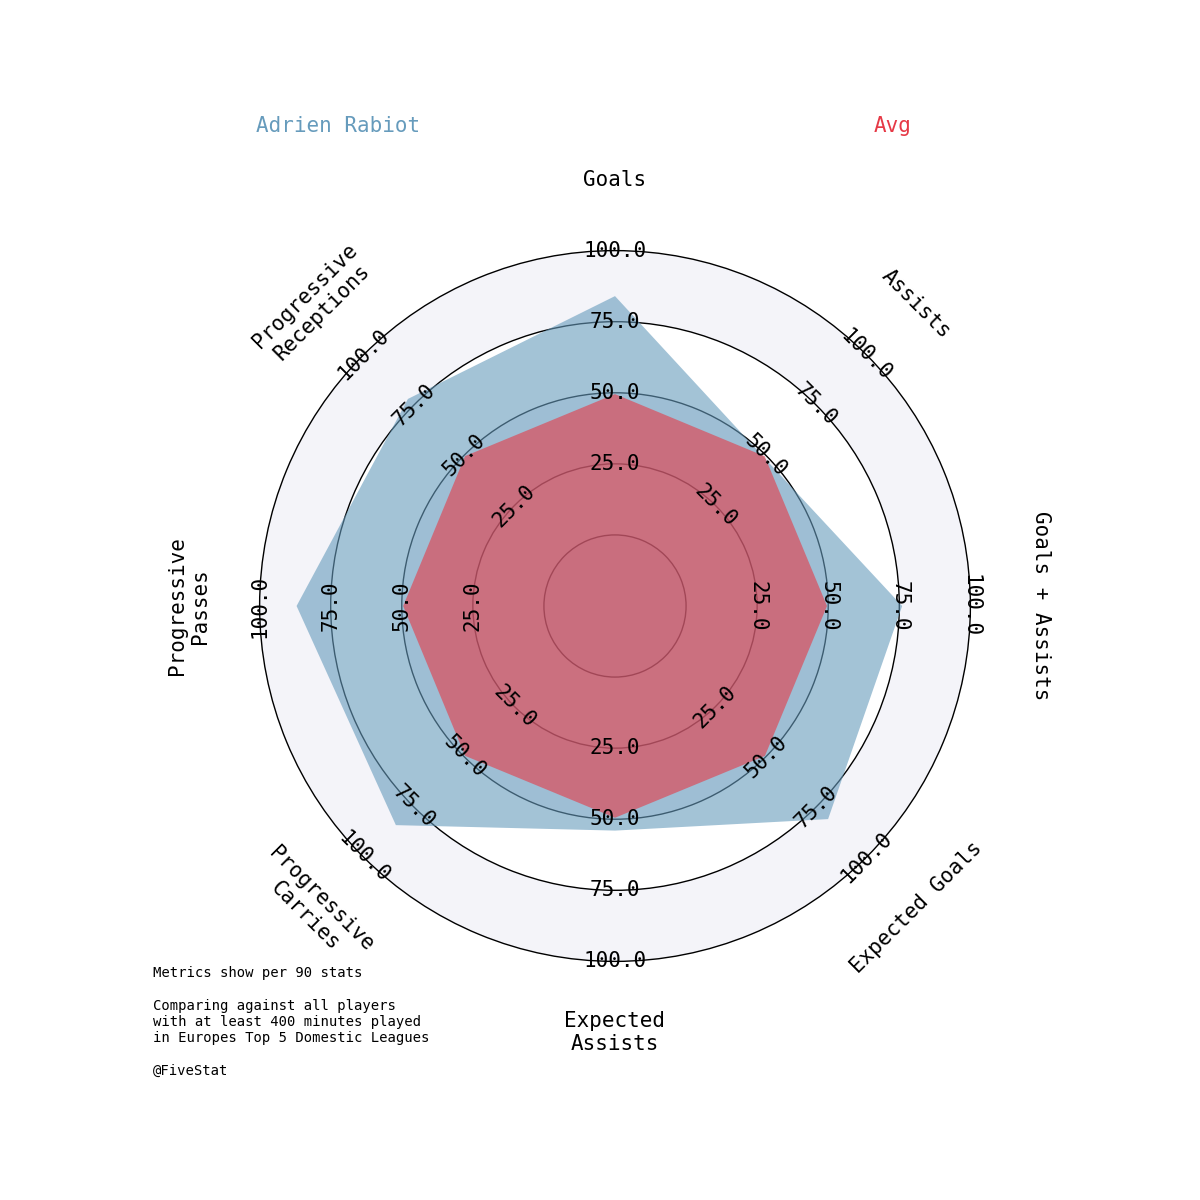 Adrien Rabiot
Avg
Goals
Assists
Goals + Assists
Expected Goals
Expected
Assists
Progressive
Carries
Progressive
Passes
Progressive
Receptions
25.0
50.0
75.0
100.0
25.0
50.0
75.0
100.0
25.0
50.0
75.0
100.0
25.0
50.0
75.0
100.0
25.0
50.0
75.0
100.0
25.0
50.0
75.0
100.0
25.0
50.0
75.0
100.0
25.0
50.0
75.0
100.0
Metrics show per 90 stats
Comparing against all players
with at least 400 minutes played
in Europes Top 5 Domestic Leagues
@FiveStat